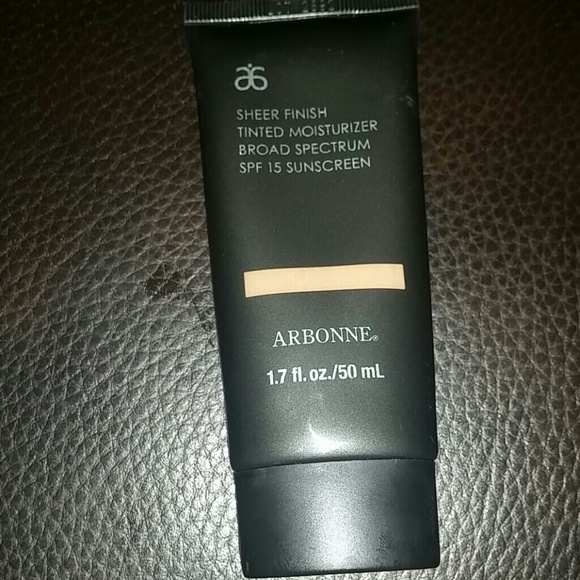 SHEER FINISH
TINTED MOISTURIZER
BROAD SPECTRUM
SPF 15 SUNSCREEN
ARBONNE®
1.7 fl. oz./50 mL